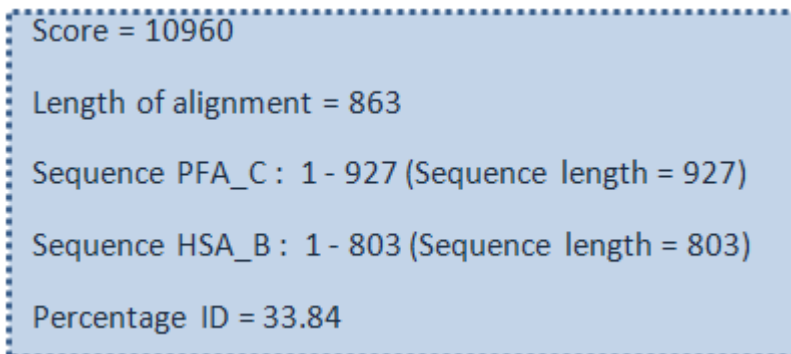 Score = 10960
Length of alignment = 863
Sequence PFA_C : 1 - 927 (Sequence length = 927)
Sequence HSA_B : 1 - 803 (Sequence length = 803)
Percentage ID = 33.84